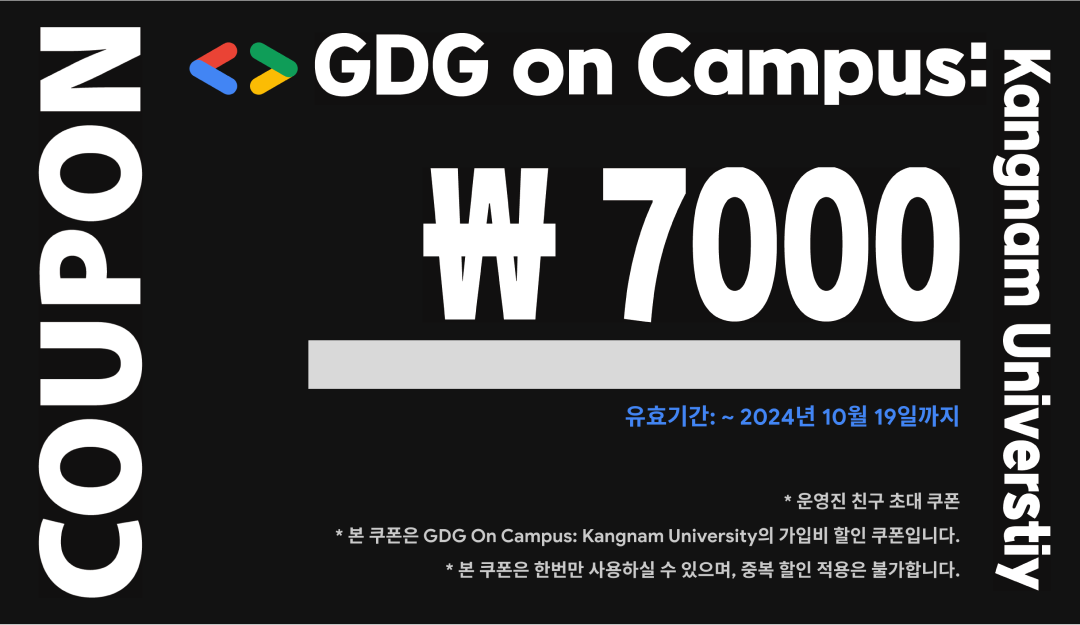 COUPON
GDG on Campus:
Kangnam Universtiy
₩ 7000
유효기간: ~ 2024년 10월 19일까지
* 운영진 친구 초대 쿠폰
* 본 쿠폰은 GDG On Campus: Kangnam University의 가입비 할인 쿠폰입니다.
* 본 쿠폰은 한번만 사용하실 수 있으며, 중복 할인 적용은 불가합니다.